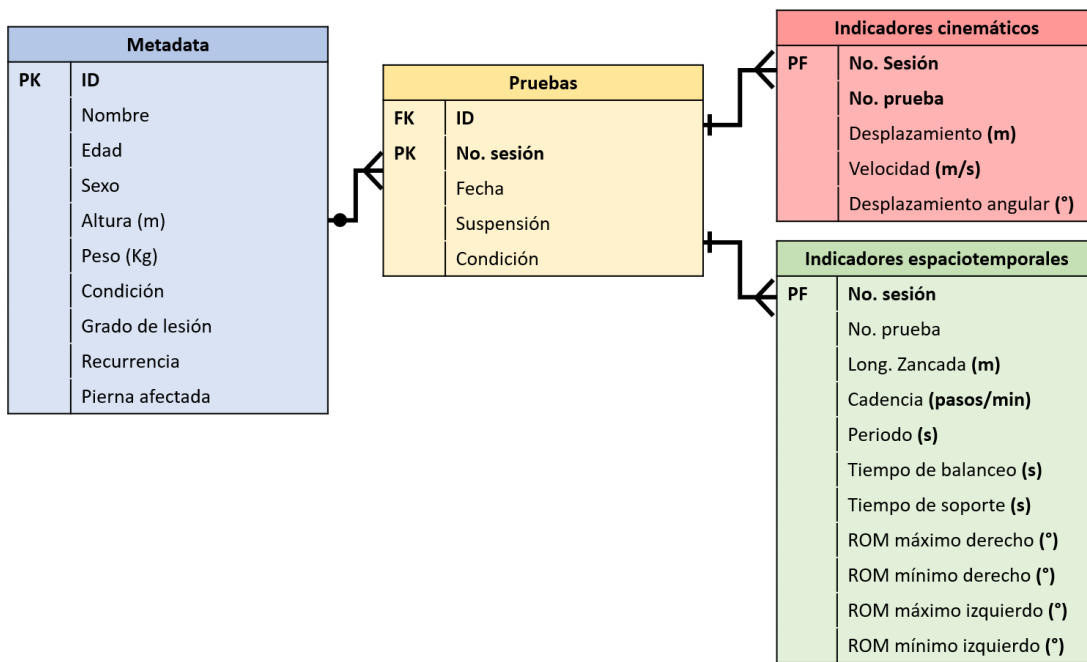 Metadata
PK ID
Nombre
Edad
Sexo
Altura (m)
Peso (Kg)
Condición
Grado de lesión
Recurrencia
Pierna afectada
Pruebas
FK ID
PK No. sesión
Fecha
Suspensión
Condición
Indicadores cinemáticos
PF No. Sesión
No. prueba
Desplazamiento (m)
Velocidad (m/s)
Desplazamiento angular (°)
Indicadores espaciotemporales
PF No. sesión
No. prueba
Long. Zancada (m)
Cadencia (pasos/min)
Periodo (s)
Tiempo de balanceo (s)
Tiempo de soporte (s)
ROM máximo derecho (°)
ROM mínimo derecho (°)
ROM máximo izquierdo (°)
ROM mínimo izquierdo (°)